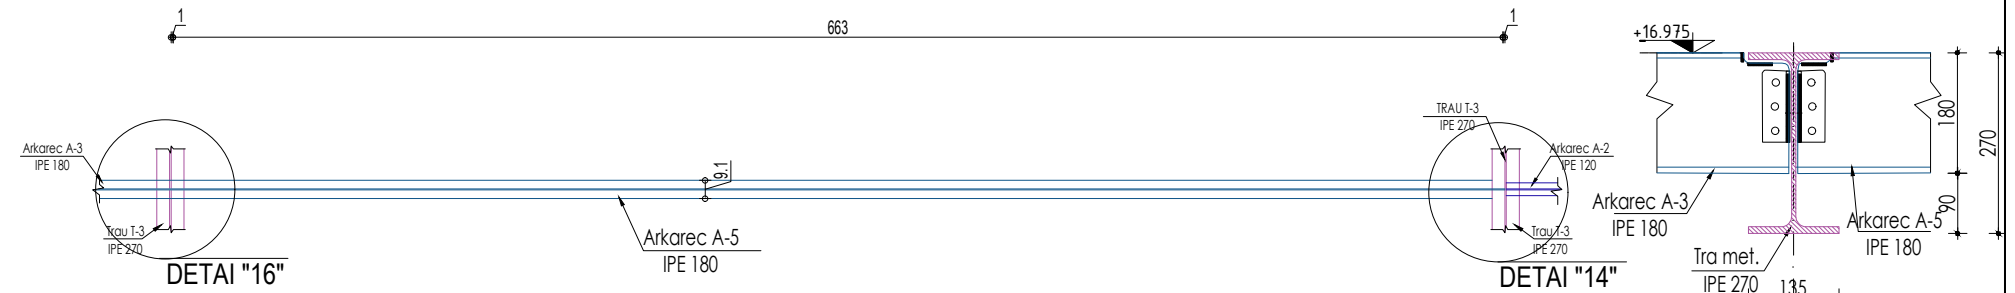 1
663
1
+16.975
Arkarec A-3
IPE 180
9.1
TRAU T-3
IPE 270
Arkarec A-2
IPE 120
180
270
Trau T-3
IPE 270
Arkarec A-5
IPE 180
Trau T-3
IPE 270
DETAI "16"
DETAI "14"
Arkarec A-3
IPE 180
Arkarec A-5
IPE 180
90
Tra met.
IPE 270
135